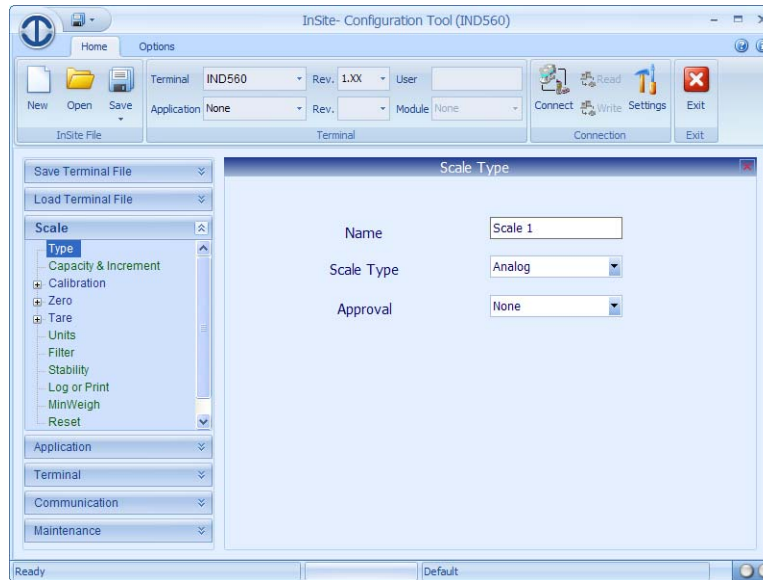 InSite- Configuration Tool (IND560)
Home Options
New Open Save
InSite File
Terminal IND560 Rev. 1.XX User
Application None Rev. Module None
Terminal
Connect Read Write Settings
Connection
Exit
Exit
Save Terminal File
Load Terminal File
Scale
Type
Capacity & Increment
Calibration
Zero
Tare
Units
Filter
Stability
Log or Print
MinWeigh
Reset
Application
Terminal
Communication
Maintenance
Scale Type
Name Scale 1
Scale Type Analog
Approval None
Ready Default